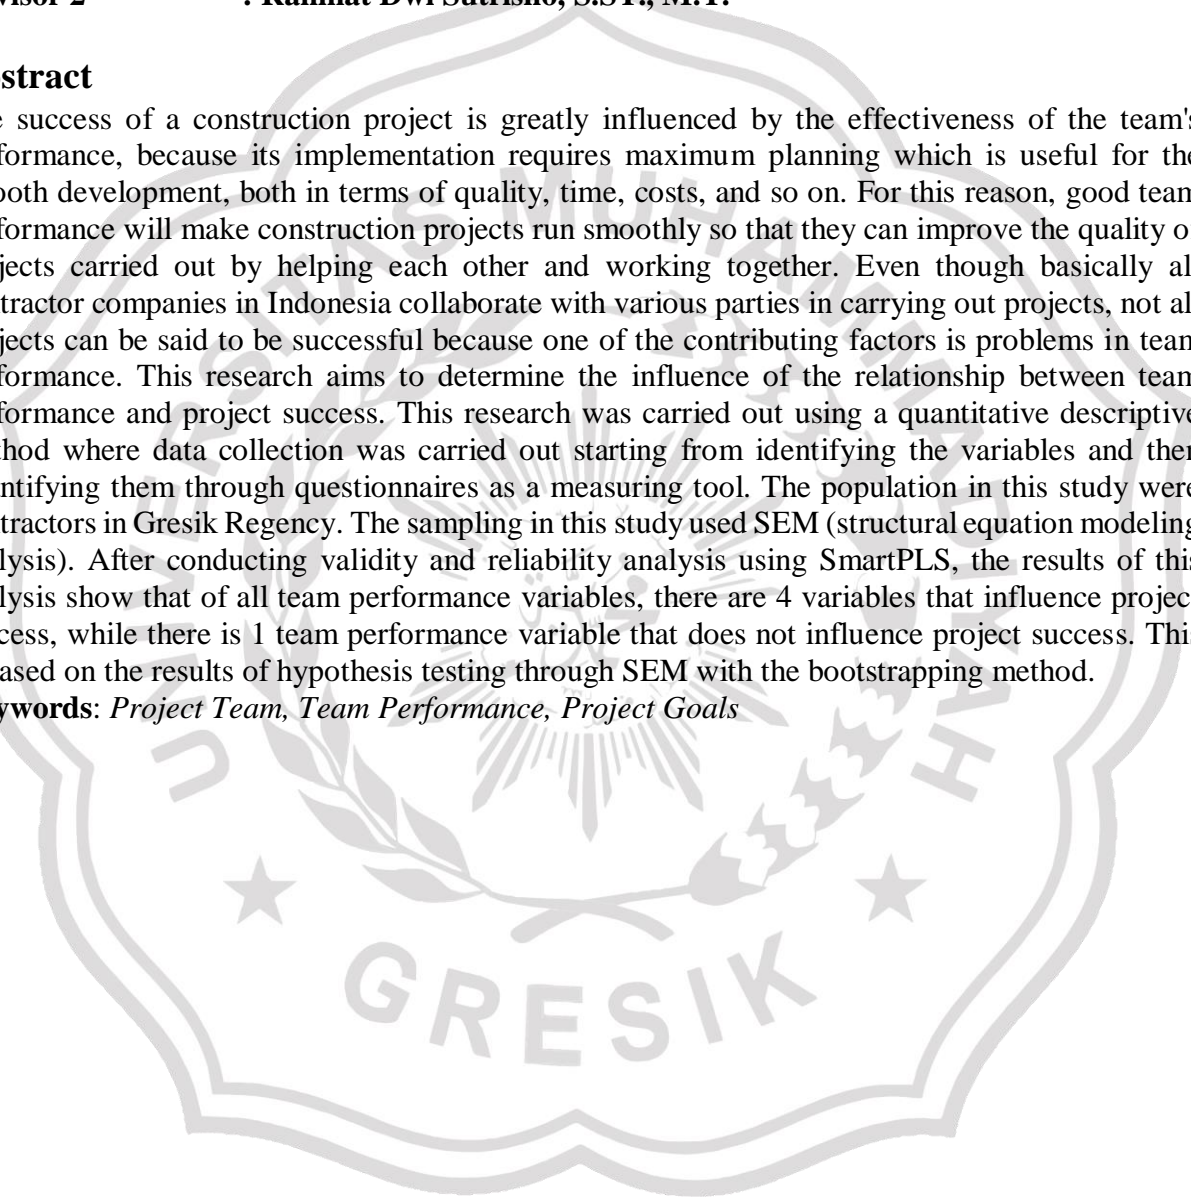 visor 2 : Rahmat Dwi Sutrisno, S.ST., M.T.
stract
e success of a construction project is greatly influenced by the effectiveness of the team's
formance, because its implementation requires maximum planning which is useful for the
ooth development, both in terms of quality, time, costs, and so on. For this reason, good team
formance will make construction projects run smoothly so that they can improve the quality o
jects carried out by helping each other and working together. Even though basically al
tractor companies in Indonesia collaborate with various parties in carrying out projects, not al
jects can be said to be successful because one of the contributing factors is problems in team
formance. This research aims to determine the influence of the relationship between team
formance and project success. This research was carried out using a quantitative descriptive
thod where data collection was carried out starting from identifying the variables and then
ntifying them through questionnaires as a measuring tool. The population in this study were
tractors in Gresik Regency. The sampling in this study used SEM (structural equation modeling
lysis). After conducting validity and reliability analysis using SmartPLS, the results of this
lysis show that of all team performance variables, there are 4 variables that influence projec
cess, while there is 1 team performance variable that does not influence project success. This
ased on the results of hypothesis testing through SEM with the bootstrapping method.
ywords: Project Team, Team Performance, Project Goals
UNIVERSITAS MUHAMMADIYAH
GRESIK